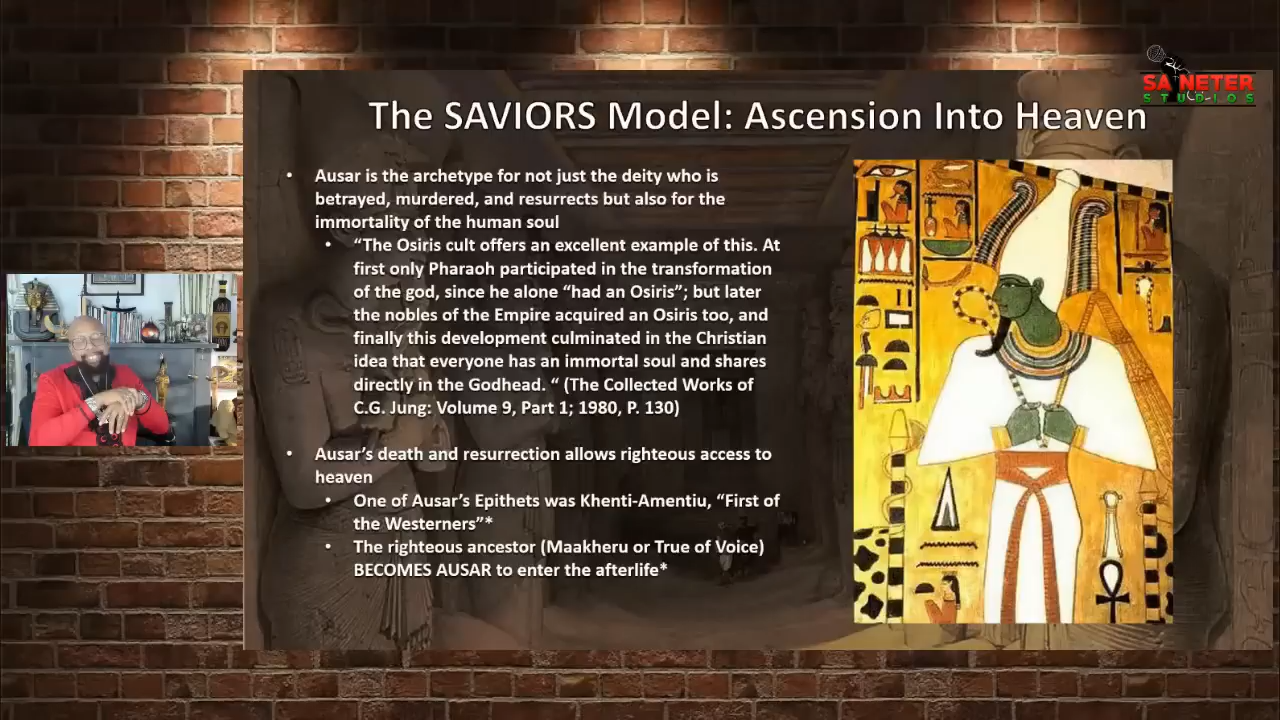 SANETER
STUDIOS
The SAVIORS Model: Ascension Into Heaven
• Ausar is the archetype for not just the deity who is
betrayed, murdered, and resurrects but also for the
immortality of the human soul
• “The Osiris cult offers an excellent example of this. At
first only Pharaoh participated in the transformation
of the god, since he alone “had an Osiris”; but later
the nobles of the Empire acquired an Osiris too, and
finally this development culminated in the Christian
idea that everyone has an immortal soul and shares
directly in the Godhead. “ (The Collected Works of
C.G. Jung: Volume 9, Part 1; 1980, P. 130)
• Ausar’s death and resurrection allows righteous access to
heaven
• One of Ausar’s Epithets was Khenti-Amentiu, “First of
the Westerners”*
• The righteous ancestor (Maakheru or True of Voice)
BECOMES AUSAR to enter the afterlife*